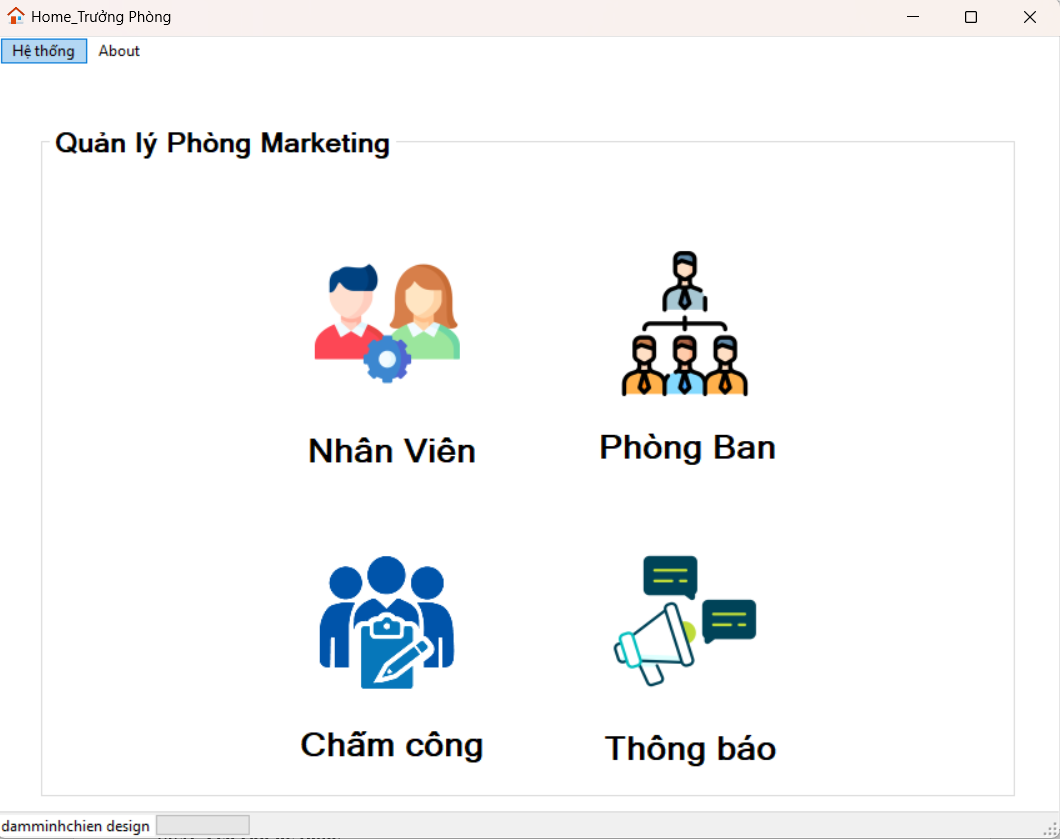 Home_Trưởng Phòng
Hệ thống About
Quản lý Phòng Marketing
Nhân Viên Phòng Ban
Chấm công Thông báo
damminhchien design